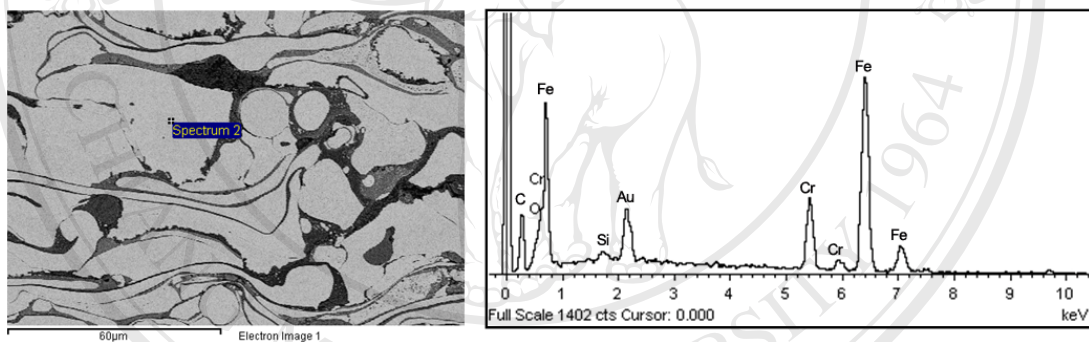 Spectrum 2
60µm
Electron Image 1
Fe
Fe
Cr
C
O
Au
Si
Cr
Cr
Fe
0 1 2 3 4 5 6 7 8 9 10
Full Scale 1402 cts Cursor: 0.000
keV